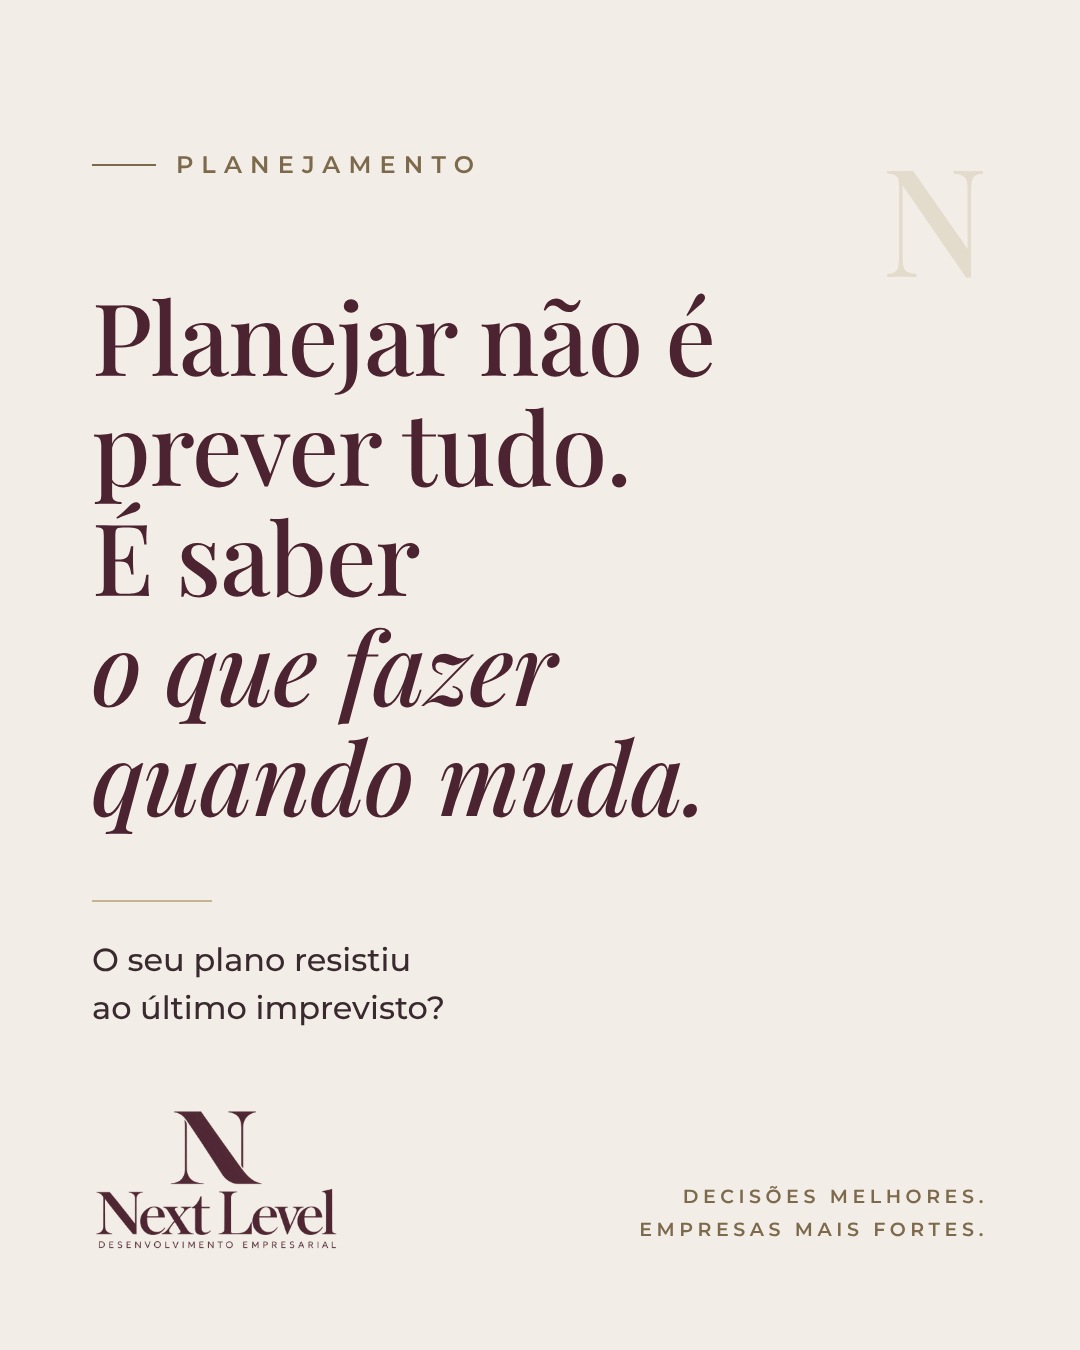 PLANEJAMENTO
N
Planejar não é
prever tudo.
É saber
o que fazer
quando muda.
O seu plano resistiu
ao último imprevisto?
N
Next Level
DESENVOLVIMENTO EMPRESARIAL
DECISÕES MELHORES.
EMPRESAS MAIS FORTES.